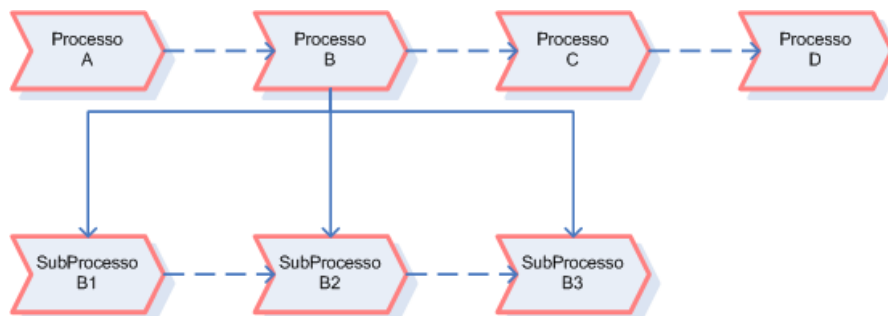 Processo
A
Processo
B
Processo
C
Processo
D
SubProcesso
B1
SubProcesso
B2
SubProcesso
B3